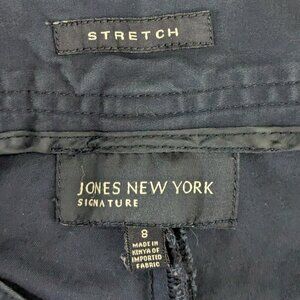 STRETCH
JONES NEW YORK
SIGNATURE
8
MADE IN
KENYA OF
IMPORTED
FABRIC